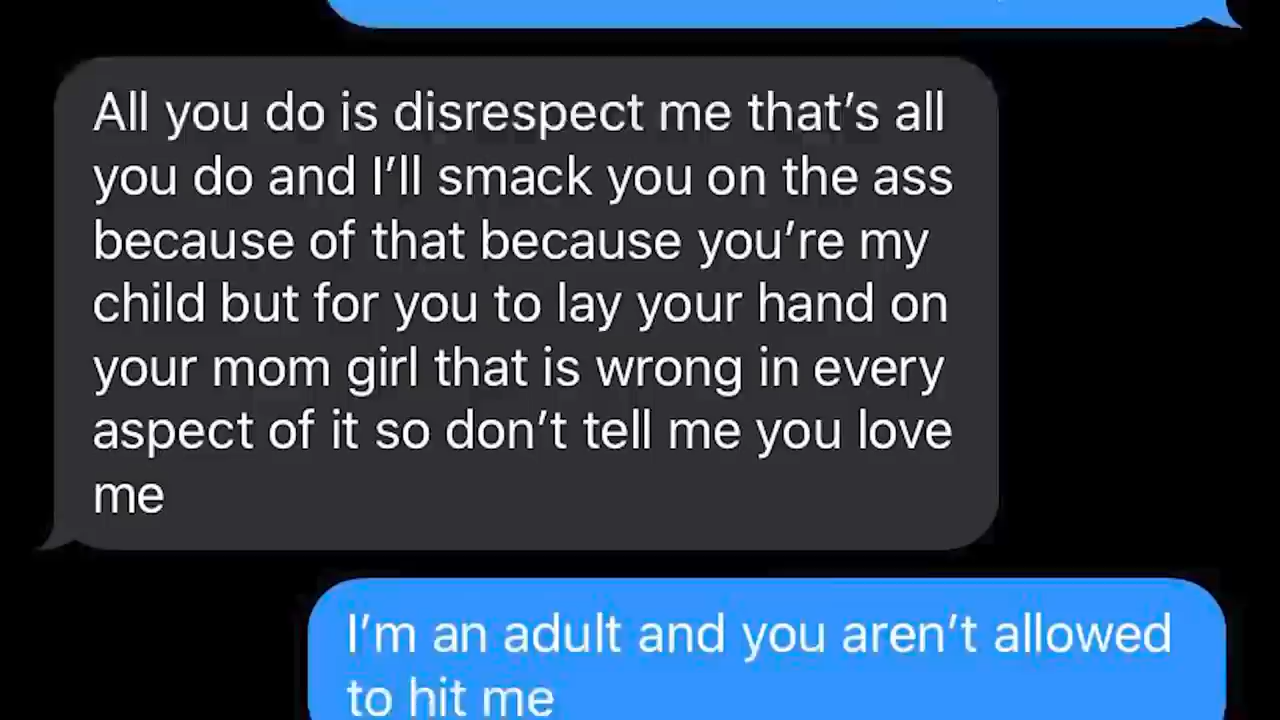 All you do is disrespect me that’s all
you do and I’ll smack you on the ass
because of that because you’re my
child but for you to lay your hand on
your mom girl that is wrong in every
aspect of it so don’t tell me you love
me
I’m an adult and you aren’t allowed
to hit me